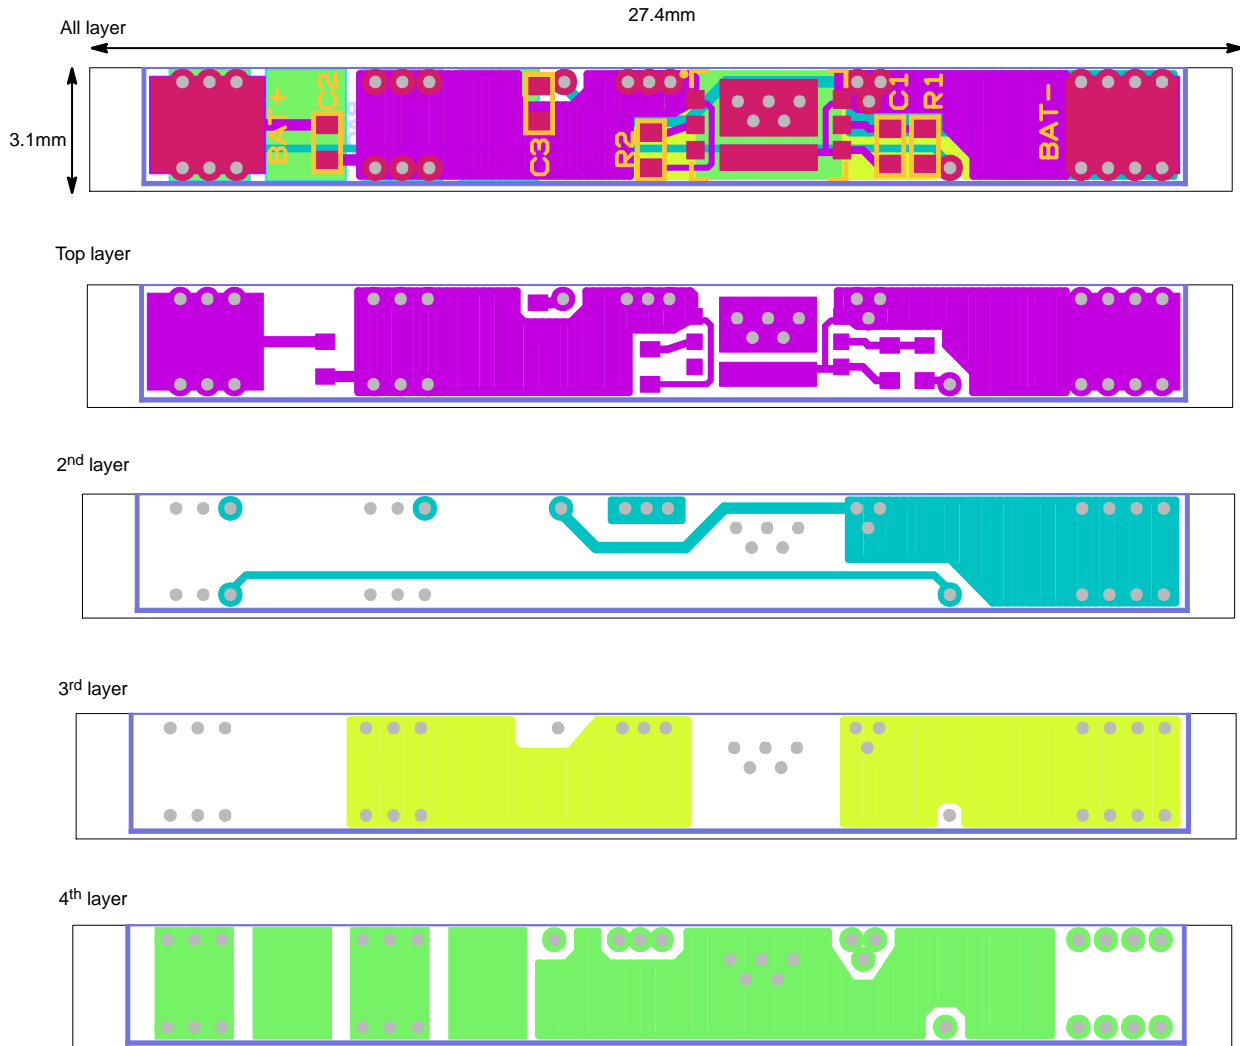 27.4mm
All layer
3.1mm
BAT+
C2
C3
R2
C1
R1
BAT-
Top layer
2nd layer
3rd layer
4th layer